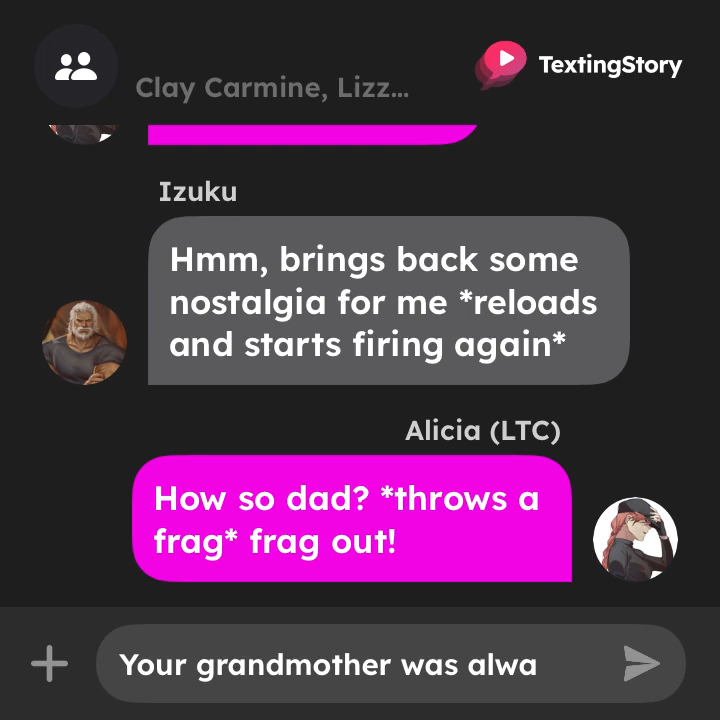 TextingStory
Clay Carmine, Lizz...
Izuku
Hmm, brings back some
nostalgia for me *reloads
and starts firing again*
Alicia (LTC)
How so dad? *throws a
frag* frag out!
Your grandmother was alwa